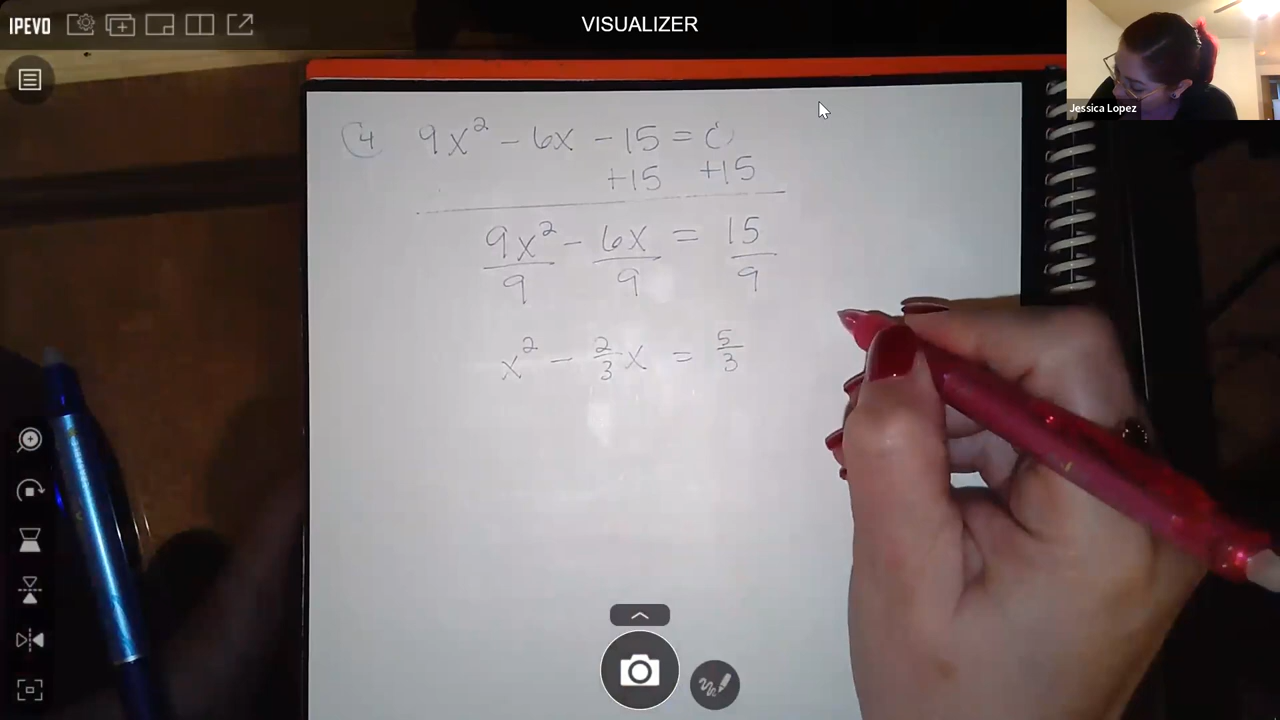 IPEVO
VISUALIZER
Jessica Lopez
4 9x² - 6x - 15 = 0
+15 +15
9x² - 6x = 15
9 9 9
x² - 2/3 x = 5/3